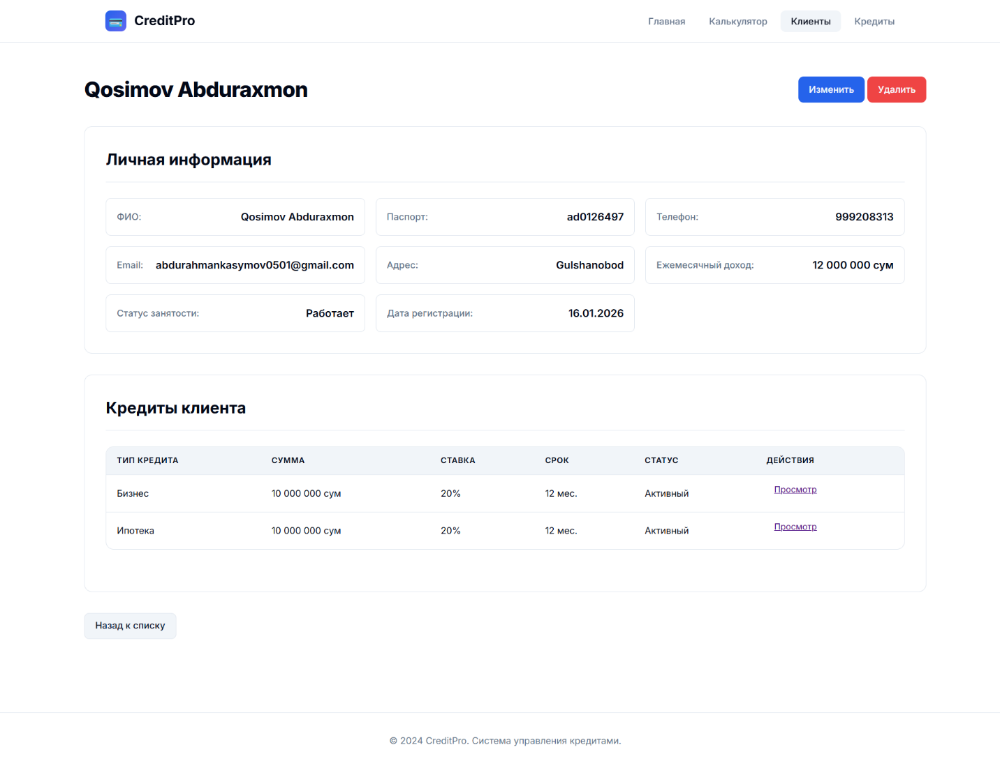 CreditPro
Главная Калькулятор Клиенты Кредиты
Qosimov Abduraxmon
Изменить Удалить
Личная информация
ФИО: Qosimov Abduraxmon Паспорт: ad0126497 Телефон: 999208313
Email: abdurahmankasymov0501@gmail.com Адрес: Gulshanobod Ежемесячный доход: 12 000 000 сум
Статус занятости: Работает Дата регистрации: 16.01.2026
Кредиты клиента
ТИП КРЕДИТА СУММА СТАВКА СРОК СТАТУС ДЕЙСТВИЯ
Бизнес 10 000 000 сум 20% 12 мес. Активный Просмотр
Ипотека 10 000 000 сум 20% 12 мес. Активный Просмотр
Назад к списку
© 2024 CreditPro. Система управления кредитами.